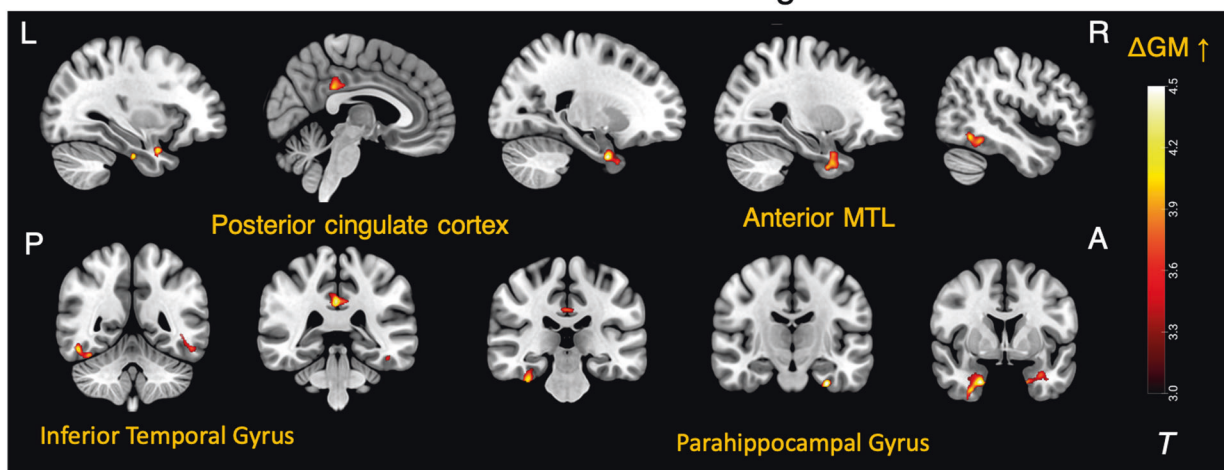 L
R
ΔGM ↑
4.5
4.2
3.9
3.6
3.3
3.0
Posterior cingulate cortex
Anterior MTL
P
A
Inferior Temporal Gyrus
Parahippocampal Gyrus
T